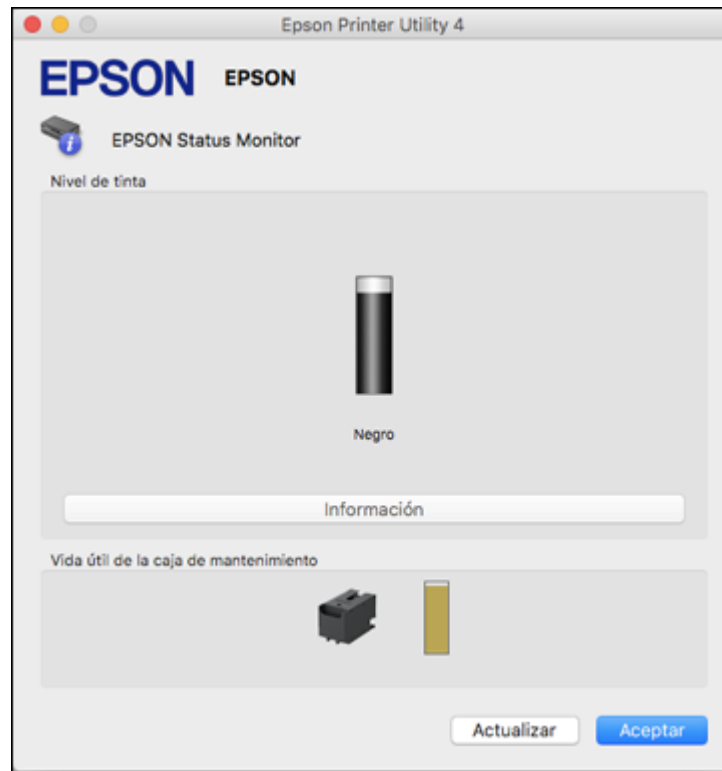 Epson Printer Utility 4
EPSON EPSON
EPSON Status Monitor
Nivel de tinta
Negro
Información
Vida útil de la caja de mantenimiento
Actualizar Aceptar